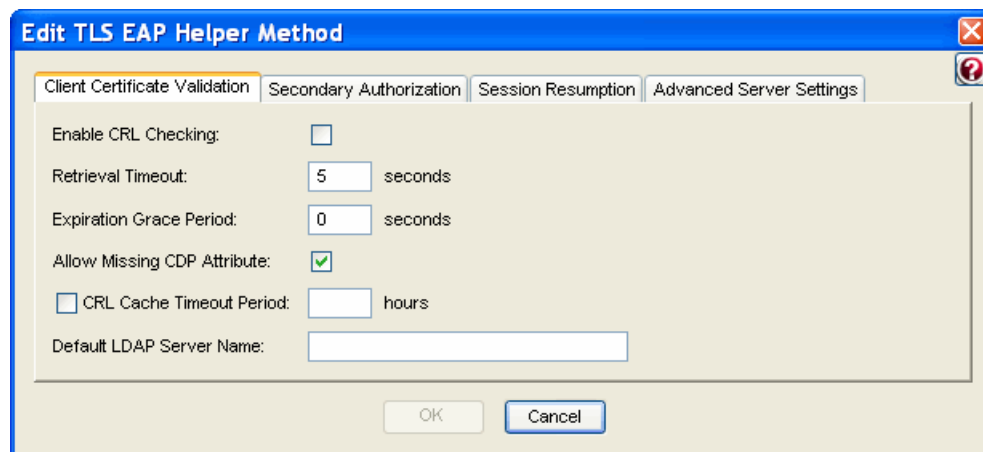 Edit TLS EAP Helper Method
?
Client Certificate Validation Secondary Authorization Session Resumption Advanced Server Settings
Enable CRL Checking:
Retrieval Timeout: 5 seconds
Expiration Grace Period: 0 seconds
Allow Missing CDP Attribute:
CRL Cache Timeout Period: hours
Default LDAP Server Name:
OK Cancel